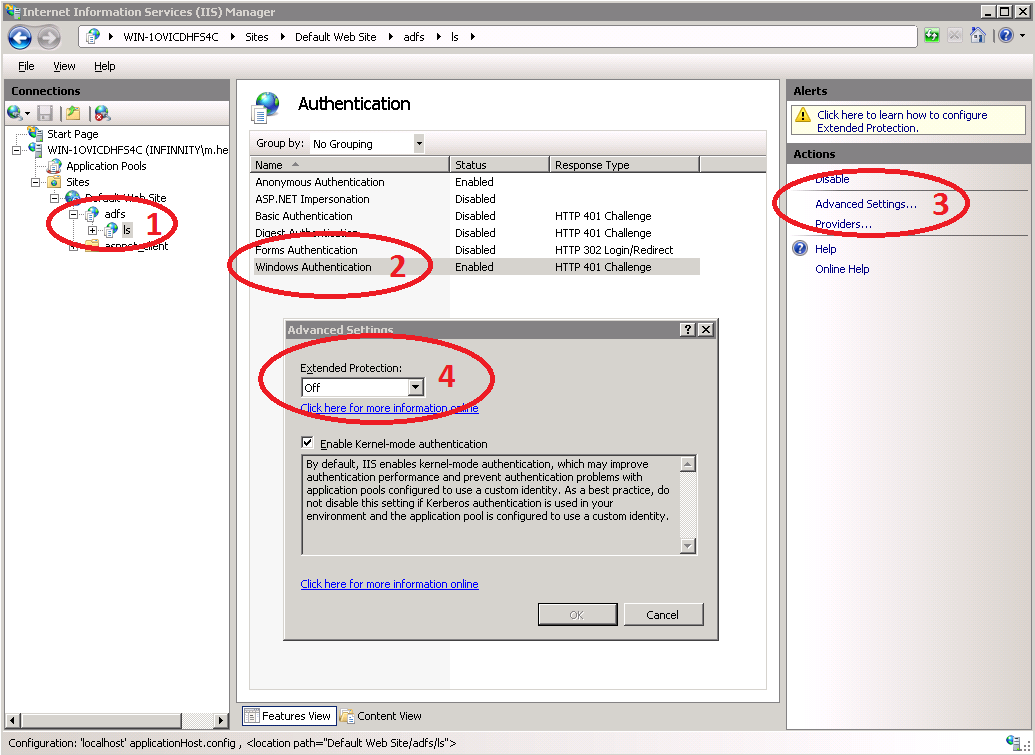 Internet Information Services (IIS) Manager
WIN-1OVICDHFS4C Sites Default Web Site adfs ls
File View Help
Connections
Start Page
WIN-1OVICDHFS4C (INFINNITY\m.he
Application Pools
Sites
Default Web Site
adfs
ls
aspnet_client
1
Authentication
Group by: No Grouping
Name Status Response Type
Anonymous Authentication Enabled
ASP.NET Impersonation Disabled
Basic Authentication Disabled HTTP 401 Challenge
Digest Authentication Disabled HTTP 401 Challenge
Forms Authentication Disabled HTTP 302 Login/Redirect
Windows Authentication Enabled HTTP 401 Challenge
2
Advanced Settings
Extended Protection:
Off
4
Click here for more information online
Enable Kernel-mode authentication
By default, IIS enables kernel-mode authentication, which may improve
authentication performance and prevent authentication problems with
application pools configured to use a custom identity. As a best practice, do
not disable this setting if Kerberos authentication is used in your
environment and the application pool is configured to use a custom identity.
Click here for more information online
OK Cancel
Features View Content View
Alerts
Click here to learn how to configure
Extended Protection.
Actions
Disable
Advanced Settings...
3
Providers...
Help
Online Help
Configuration: 'localhost' applicationHost.config , <location path="Default Web Site/adfs/ls">